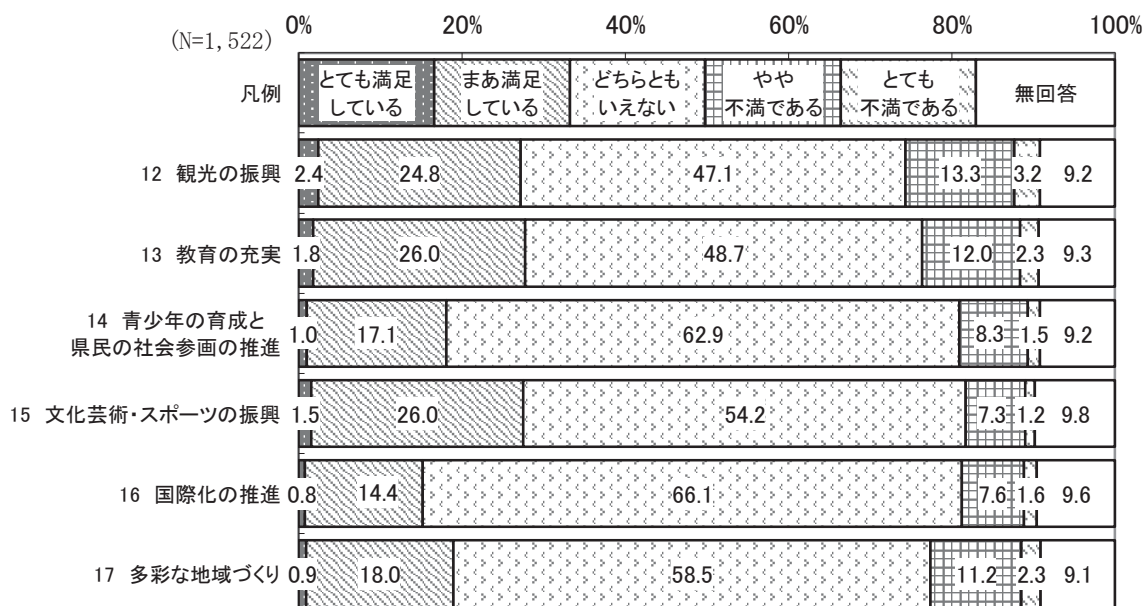 0% 20% 40% 60% 80% 100%
(N=1,522)
凡例 とても満足 まあ満足 どちらとも やや とても 無回答
している している いえない 不満である 不満である
12 観光の振興 2.4 24.8 47.1 13.3 3.2 9.2
13 教育の充実 1.8 26.0 48.7 12.0 2.3 9.3
14 青少年の育成と
県民の社会参画の推進 1.0 17.1 62.9 8.3 1.5 9.2
15 文化芸術・スポーツの振興 1.5 26.0 54.2 7.3 1.2 9.8
16 国際化の推進 0.8 14.4 66.1 7.6 1.6 9.6
17 多彩な地域づくり 0.9 18.0 58.5 11.2 2.3 9.1